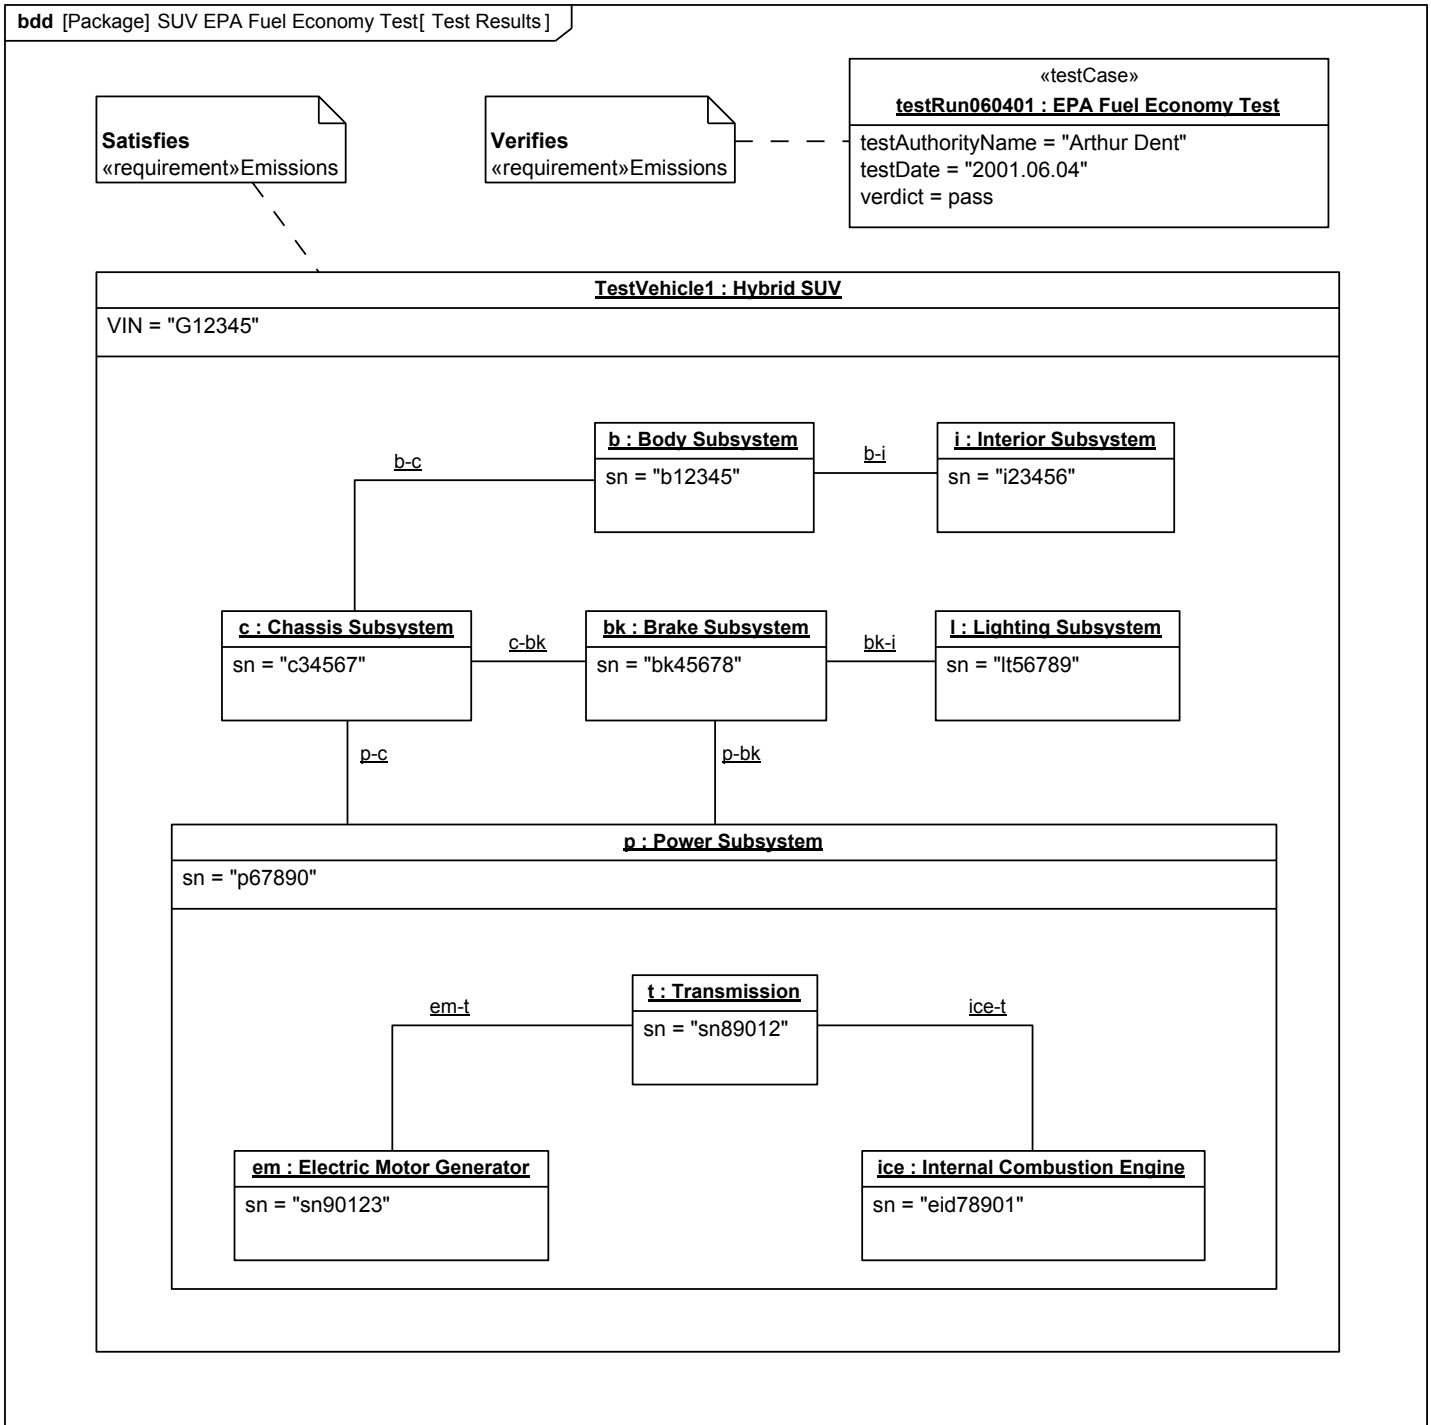 bdd [Package] SUV EPA Fuel Economy Test[ Test Results ]
«testCase»
testRun060401 : EPA Fuel Economy Test
testAuthorityName = "Arthur Dent"
testDate = "2001.06.04"
verdict = pass
Satisfies
«requirement»Emissions
Verifies
«requirement»Emissions
TestVehicle1 : Hybrid SUV
VIN = "G12345"
b : Body Subsystem
sn = "b12345"
b-i
i : Interior Subsystem
sn = "i23456"
b-c
c : Chassis Subsystem
sn = "c34567"
c-bk
bk : Brake Subsystem
sn = "bk45678"
bk-i
l : Lighting Subsystem
sn = "lt56789"
p-c
p-bk
p : Power Subsystem
sn = "p67890"
t : Transmission
sn = "sn89012"
em-t
ice-t
em : Electric Motor Generator
sn = "sn90123"
ice : Internal Combustion Engine
sn = "eid78901"